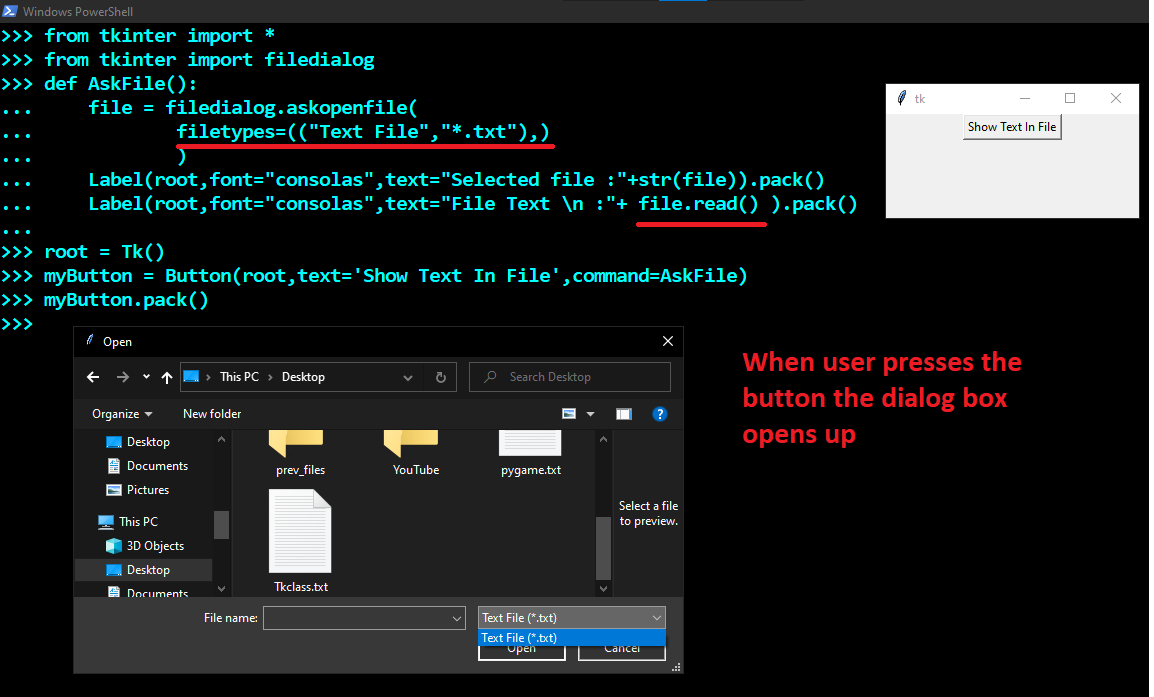 Windows PowerShell
>>> from tkinter import *
>>> from tkinter import filedialog
>>> def AskFile():
...     file = filedialog.askopenfile(
...             filetypes=(("Text File","*.txt"),)
...             )
...     Label(root,font="consolas",text="Selected file :"+str(file)).pack()
...     Label(root,font="consolas",text="File Text \n :"+ file.read() ).pack()
...
>>> root = Tk()
>>> myButton = Button(root,text='Show Text In File',command=AskFile)
>>> myButton.pack()
>>>
tk
Show Text In File
Open
This PC > Desktop
Search Desktop
Organize
New folder
?
Desktop
Documents
Pictures
This PC
3D Objects
Desktop
Documents
prev_files
YouTube
pygame.txt
Tkclass.txt
Select a file
to preview.
File name:
Text File (*.txt)
Text File (*.txt)
Open
Cancel
When user presses the
button the dialog box
opens up